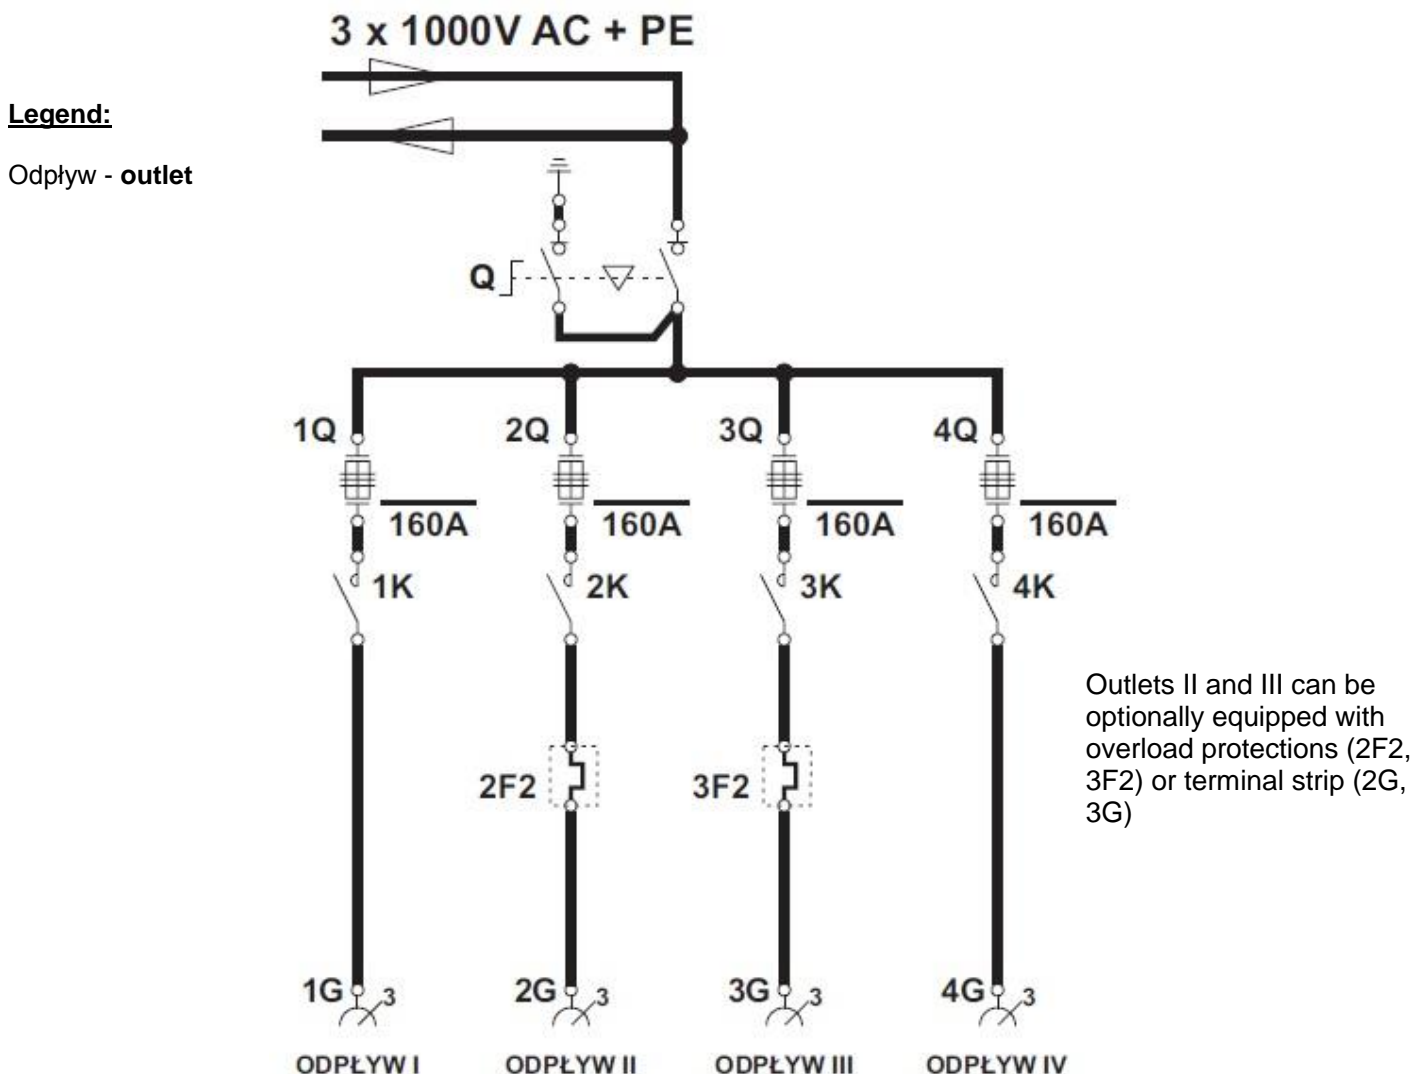 3 x 1000V AC + PE
Legend:
Odpływ - outlet
Q
1Q
2Q
3Q
4Q
160A
160A
160A
160A
1K
2K
3K
4K
Outlets II and III can be
optionally equipped with
overload protections (2F2,
3F2) or terminal strip (2G,
3G)
2F2
3F2
1G
3
2G
3
3G
3
4G
3
ODPŁYW I
ODPŁYW II
ODPŁYW III
ODPŁYW IV